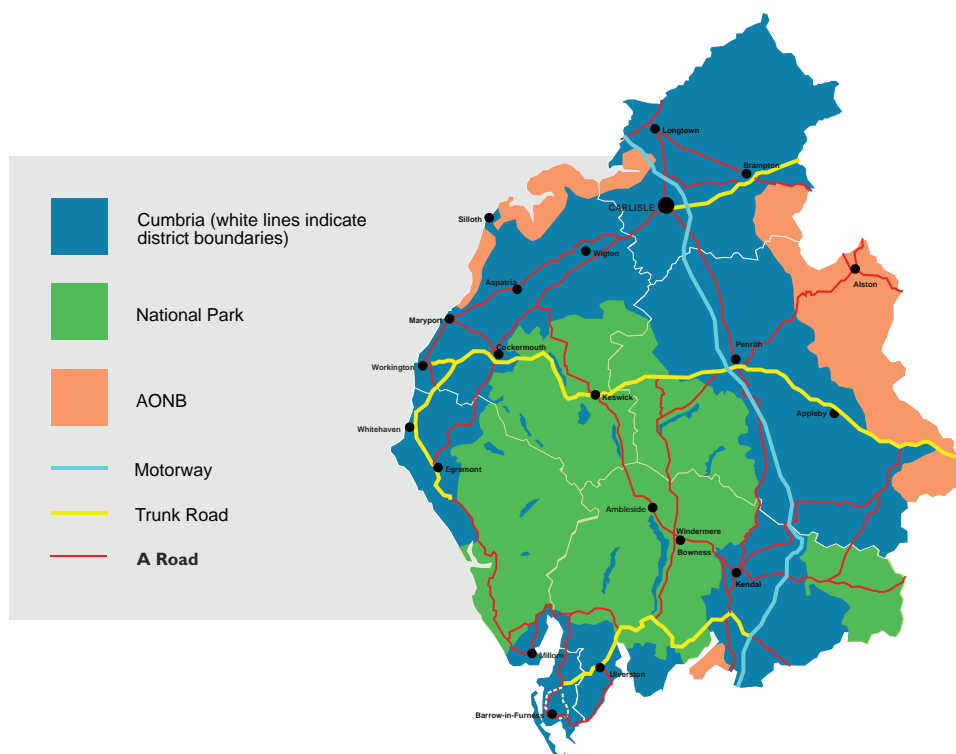 Cumbria (white lines indicate
district boundaries)
National Park
AONB
Motorway
Trunk Road
A Road
Longtown
Brampton
CARLISLE
Silloth
Wigton
Alston
Aspatria
Maryport
Cockermouth
Penrith
Workington
Keswick
Appleby
Whitehaven
Egremont
Ambleside
Windermere
Bowness
Kendal
Millom
Ulverston
Barrow-in-Furness